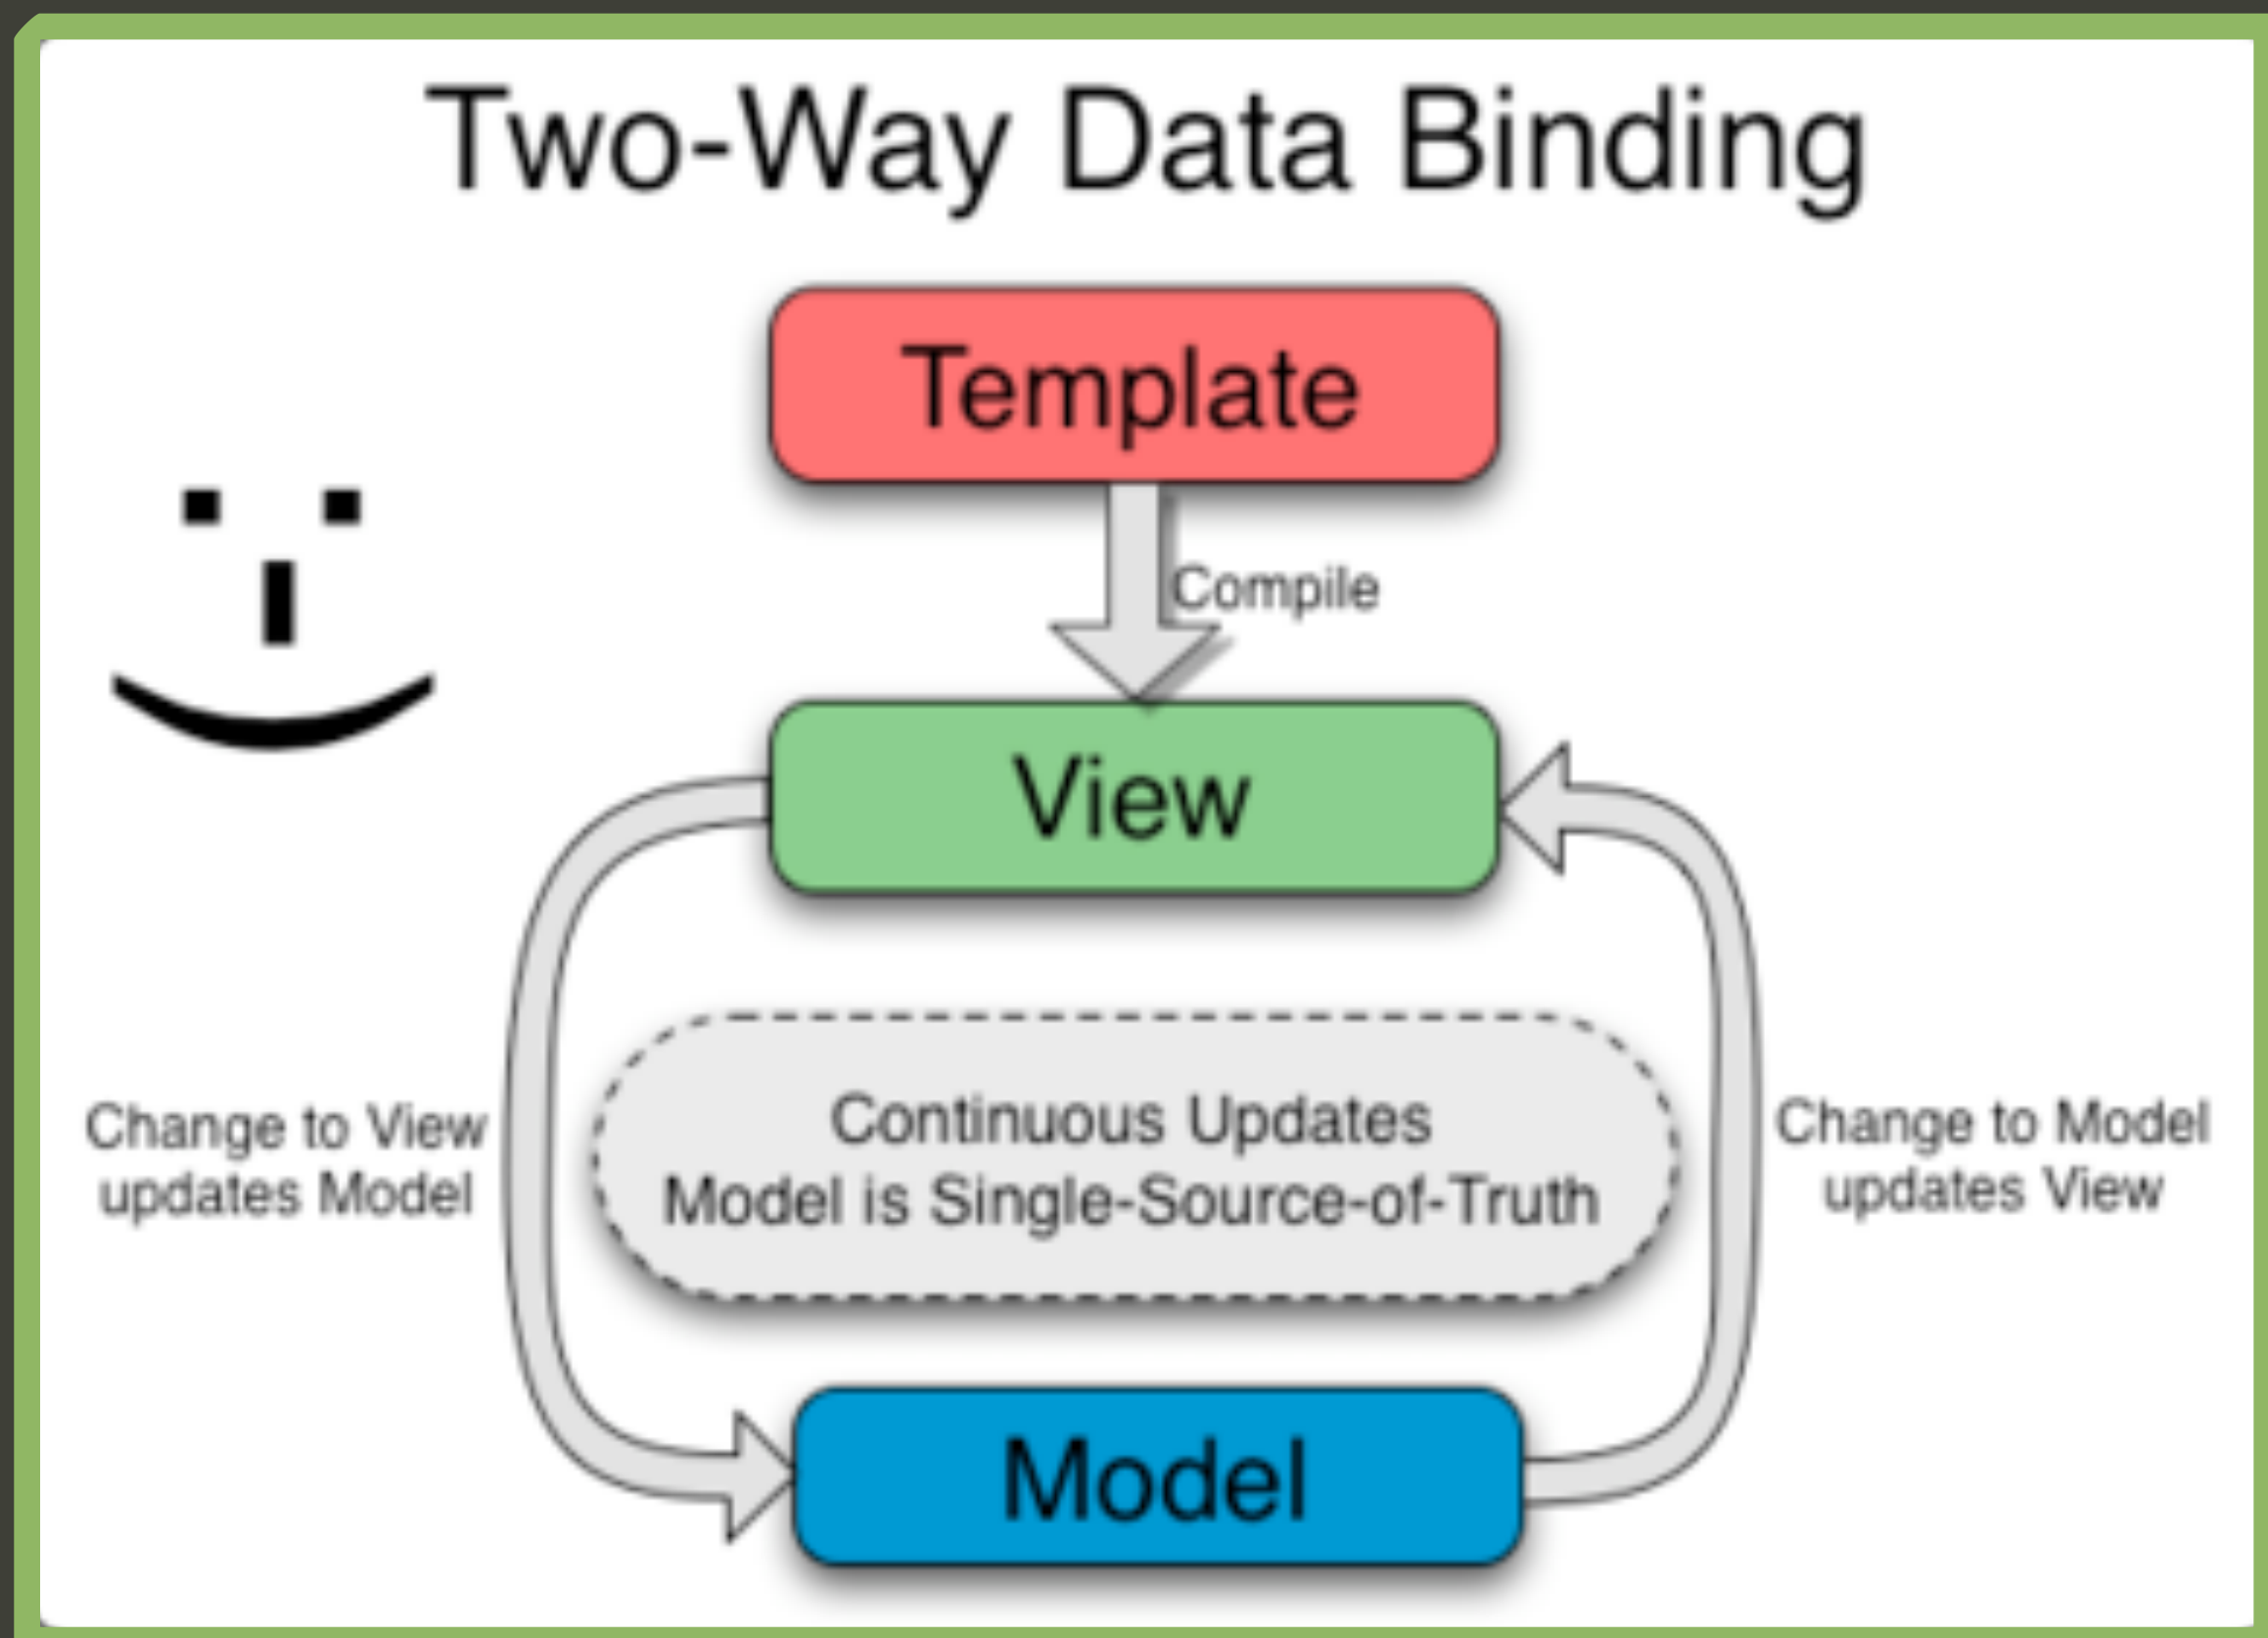 Two-Way Data Binding
Template
Compile
View
Change to View
updates Model
Continuous Updates
Model is Single-Source-of-Truth
Change to Model
updates View
Model